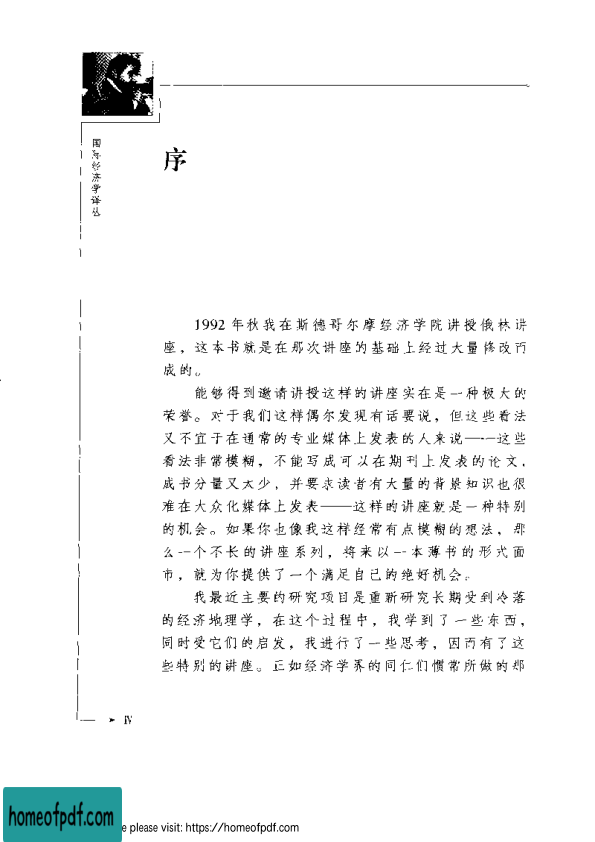 国际经济学译丛
序
1992 年秋我在斯德哥尔摩经济学院讲授俄林讲
座，这本书就是在那次讲座的基础上经过大量修改而
成的。
能够得到邀请讲授这样的讲座实在是一种极大的
荣誉。对于我们这样偶尔发现有话要说，但这些看法
又不宜于在通常的专业媒体上发表的人来说——这些
看法非常模糊，不能写成可以在期刊上发表的论文，
成书分量又太少，并要求读者有大量的背景知识也很
难在大众化媒体上发表——这样的讲座就是一种特别
的机会。如果你也像我这样经常有点模糊的想法，那
么一个不长的讲座系列，将来以一本薄书的形式面
市，就为你提供了一个满足自己的绝好机会。
我最近主要的研究项目是重新研究长期受到冷落
的经济地理学，在这个过程中，我学到了一些东西，
同时受它们的启发，我进行了一些思考，因而有了这
些特别的讲座。正如经济学界的同仁们惯常所做的那
➤ Ⅳ
homeofpdf.com
e please visit: https://homeofpdf.com